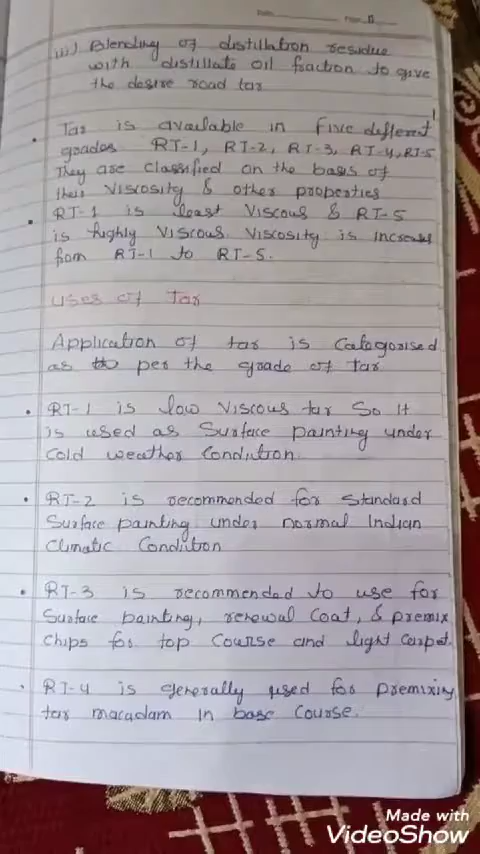 iii) Blending of distillation residue
with distillate oil fraction to give
the desire road tar
Tar is available in Five different
grades RT-1, RT-2, RT-3, RT-4, RT-5
They are classified on the basis of
their Viscosity & other properties
RT-1 is least Viscous & RT-5
is highly Viscous. Viscosity is increases
from RT-1 to RT-5.
Uses of Tar
Application of tar is Categorised
as per the grade of tar
RT-1 is low Viscous tar So It
is used as Surface painting under
Cold weather Condition.
RT-2 is recommended for Standard
Surface painting under normal Indian
Climatic Condition
RT-3 is recommended to use for
Surface painting, renewal Coat, & premix
Chips for top Course and light Carpet.
RT-4 is generally used for premixing
tar macadam in base Course.
Made with
VideoShow